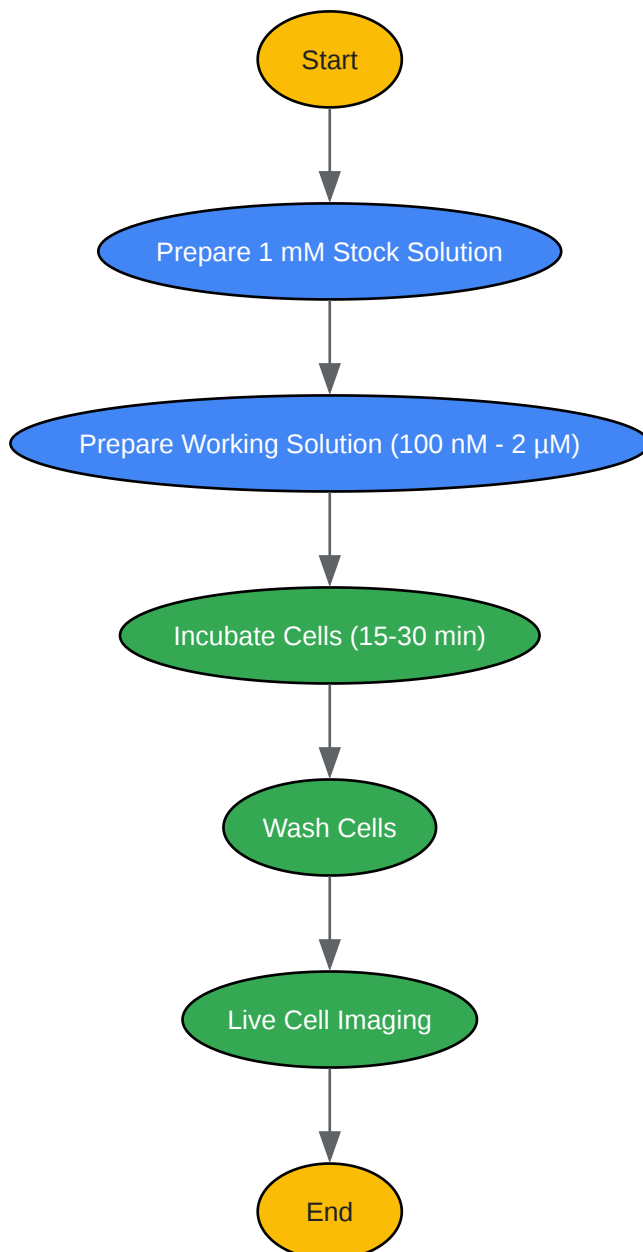 Start
Prepare 1 mM Stock Solution
Prepare Working Solution (100 nM - 2 µM)
Incubate Cells (15-30 min)
Wash Cells
Live Cell Imaging
End